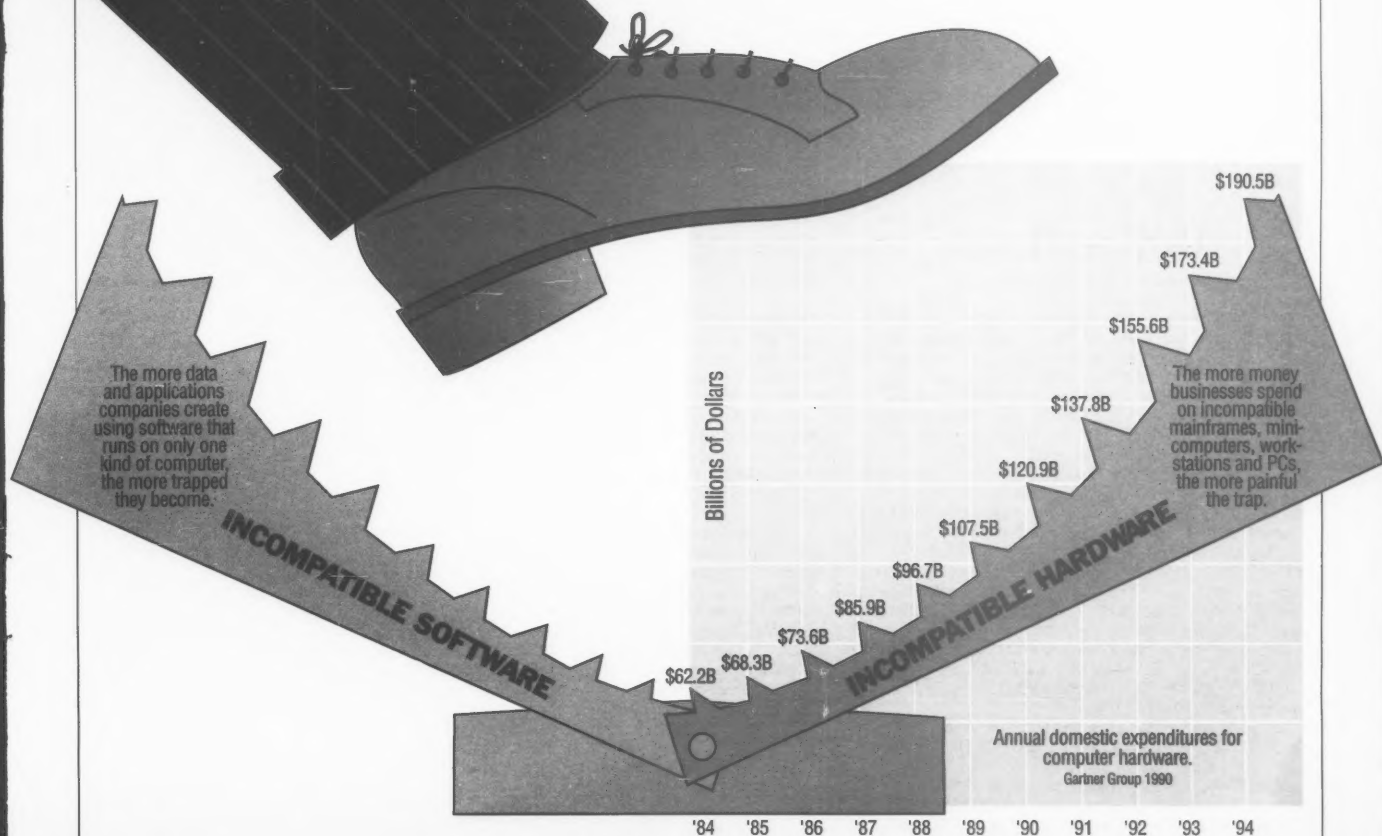 The more data
and applications
companies create
using software that
runs on only one
kind of computer,
the more trapped
they become.
INCOMPATIBLE SOFTWARE
Billions of Dollars
$62.2B
$68.3B
$73.6B
$85.9B
$96.7B
$107.5B
$120.9B
$137.8B
$155.6B
$173.4B
$190.5B
The more money
businesses spend
on incompatible
mainframes, mini-
computers, work-
stations and PCs,
the more painful
the trap.
INCOMPATIBLE HARDWARE
Annual domestic expenditures for
computer hardware.
Gartner Group 1990
'84 '85 '86 '87 '88 '89 '90 '91 '92 '93 '94